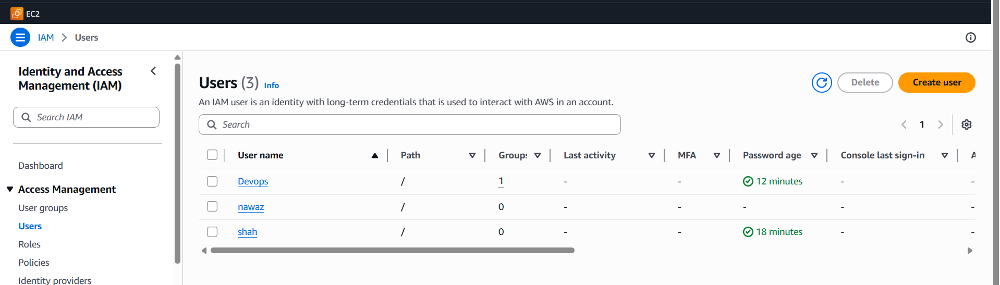 EC2
IAM > Users
Identity and Access
Management (IAM)
Search IAM
Dashboard
Access Management
User groups
Users
Roles
Policies
Identity providers
Users (3) Info
Delete
Create user
An IAM user is an identity with long-term credentials that is used to interact with AWS in an account.
Search
1
User name Path Groups Last activity MFA Password age Console last sign-in A
Devops / 1 - - 12 minutes - -
nawaz / 0 - - - - -
shah / 0 - - 18 minutes - -